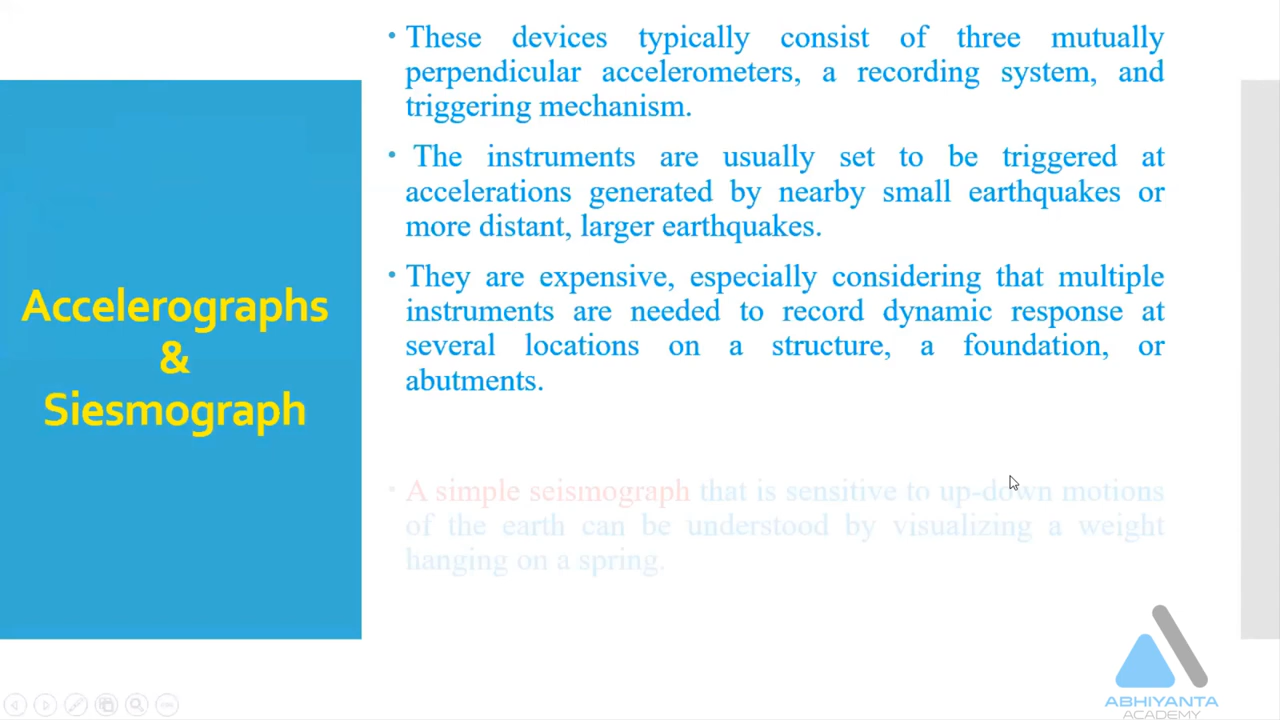 Accelerographs
&
Siesmograph
• These devices typically consist of three mutually
perpendicular accelerometers, a recording system, and
triggering mechanism.
• The instruments are usually set to be triggered at
accelerations generated by nearby small earthquakes or
more distant, larger earthquakes.
• They are expensive, especially considering that multiple
instruments are needed to record dynamic response at
several locations on a structure, a foundation, or
abutments.
• A simple seismograph that is sensitive to up-down motions
of the earth can be understood by visualizing a weight
hanging on a spring.
ABHIYANTA
ACADEMY